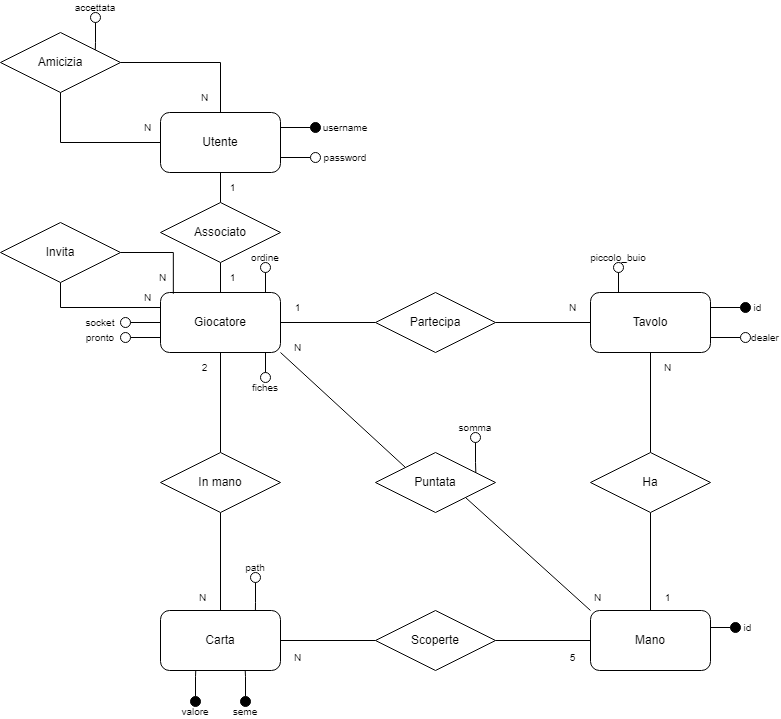 accettata
Amicizia
N
N
Utente
username
password
1
Associato
Invita
ordine
piccolo_buio
N
1
N
socket
pronto
Giocatore
1
Partecipa
N
Tavolo
id
dealer
N
2
fiches
N
somma
In mano
Puntata
Ha
path
N
N
1
Carta
Scoperte
Mano
id
N
5
valore
seme